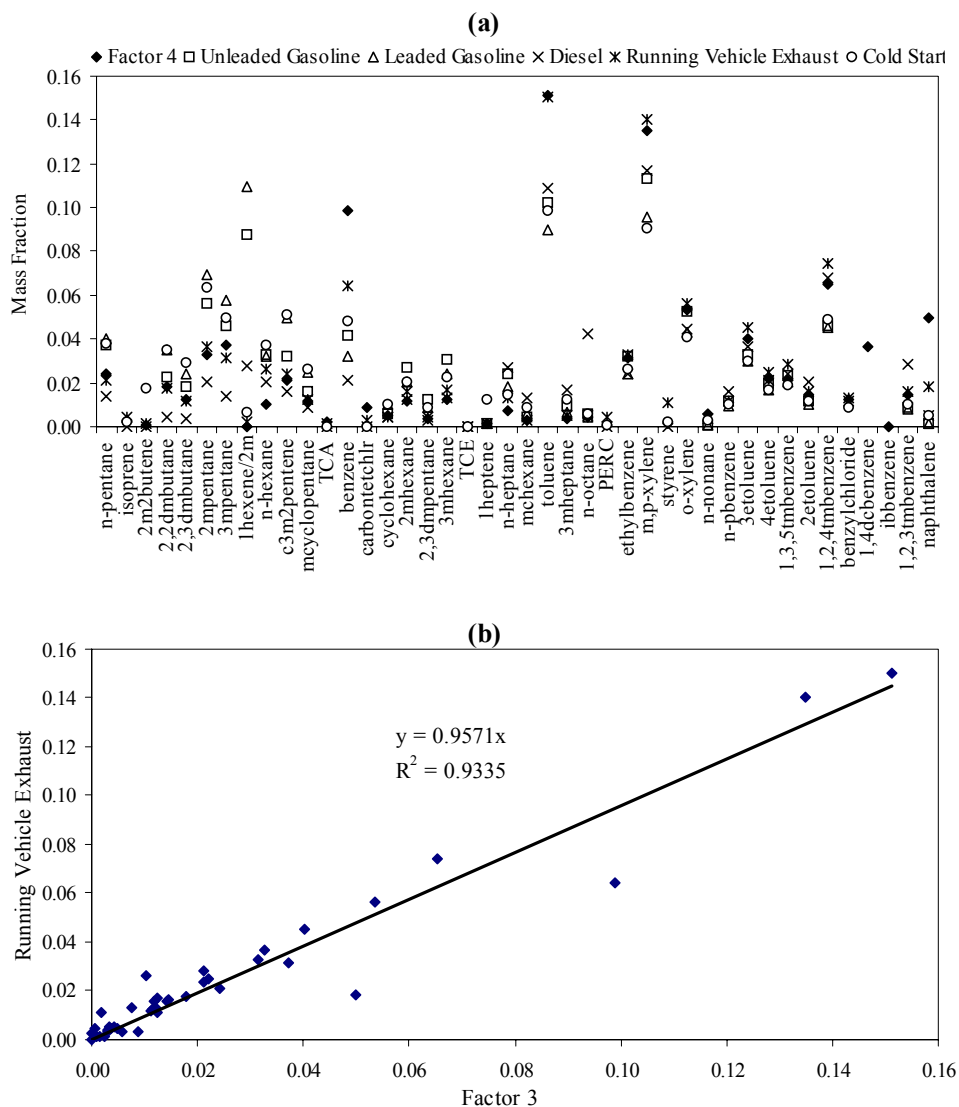 (a)
Factor 4 Unleaded Gasoline Leaded Gasoline Diesel Running Vehicle Exhaust Cold Start
0.16
0.14
0.12
0.10
0.08
0.06
0.04
0.02
0.00
Mass Fraction
n-pentane
isoprene
2m2butene
2,2dmbutane
2,3dmbutane
2mpentane
3mpentane
1hexene/2m
n-hexane
c3m2pentene
mcyclopentane
TCA
benzene
carbontetchlr
cyclohexane
2mhexane
2,3dmpentane
3mhexane
TCE
1heptene
n-heptane
mchexane
toluene
3mheptane
n-octane
PERC
ethylbenzene
m,p-xylene
styrene
o-xylene
n-nonane
n-pbenzene
3etoluene
4etoluene
1,3,5tmbenzene
2etoluene
1,2,4tmbenzene
benzylchloride
1,4dcbenzene
ibbenzene
1,2,3tmbenzene
naphthalene
(b)
0.16
0.14
0.12
0.10
0.08
0.06
0.04
0.02
0.00
Running Vehicle Exhaust
y = 0.9571x
R2 = 0.9335
0.00 0.02 0.04 0.06 0.08 0.10 0.12 0.14 0.16
Factor 3